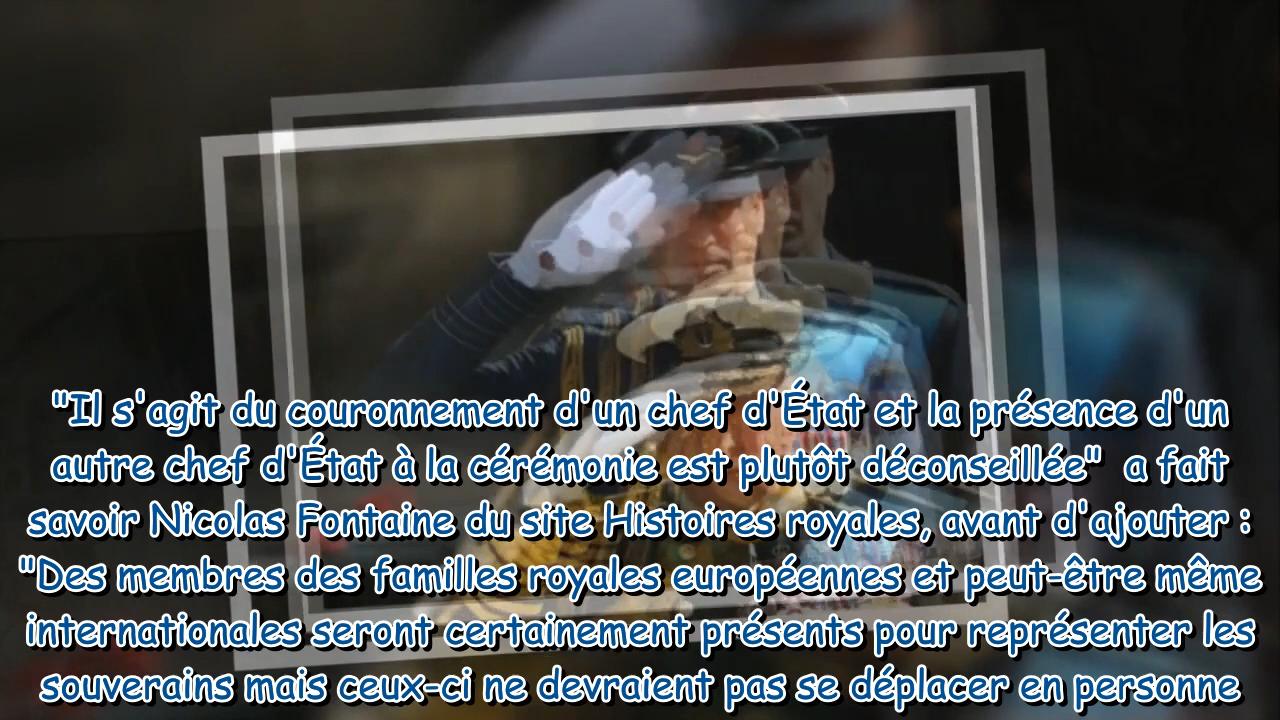 "Il s'agit du couronnement d'un chef d'État et la présence d'un
autre chef d'État à la cérémonie est plutôt déconseillée"  a fait
savoir Nicolas Fontaine du site Histoires royales, avant d'ajouter :
"Des membres des familles royales européennes et peut-être même
internationales seront certainement présents pour représenter les
souverains mais ceux-ci ne devraient pas se déplacer en personne